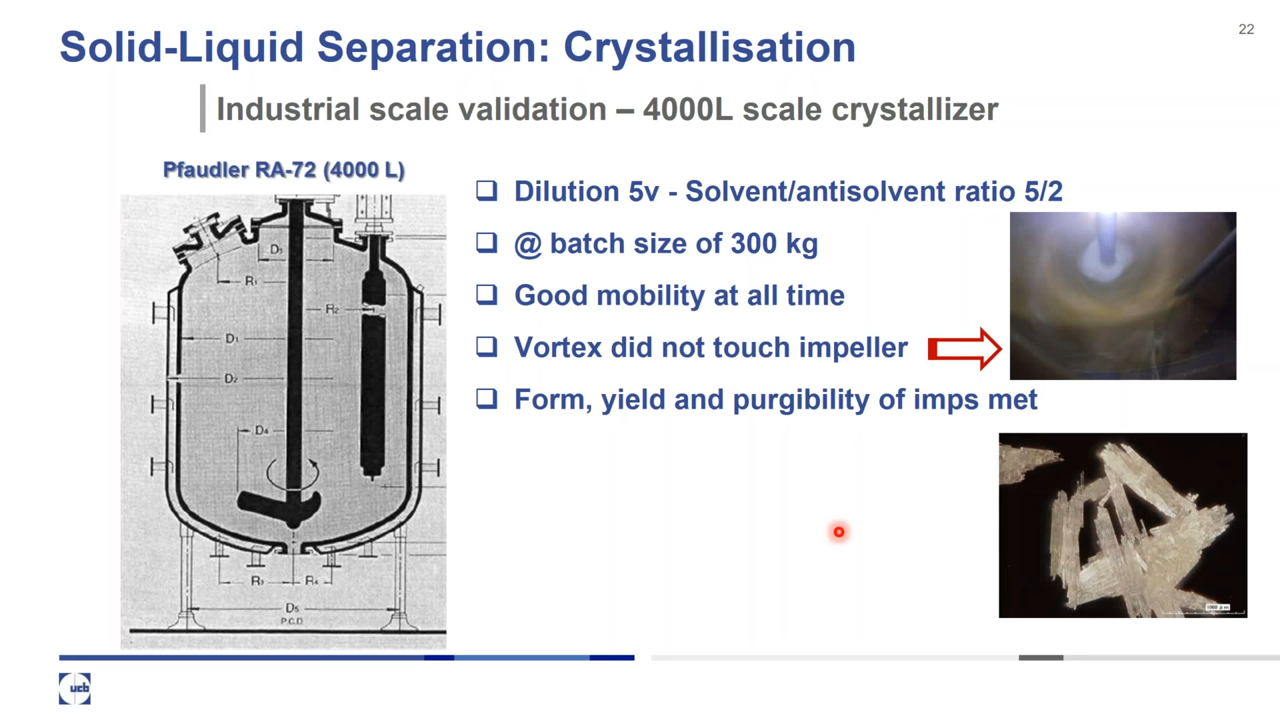 22
Solid-Liquid Separation: Crystallisation
Industrial scale validation – 4000L scale crystallizer
Pfaudler RA-72 (4000 L)
❑ Dilution 5v - Solvent/antisolvent ratio 5/2
❑ @ batch size of 300 kg
❑ Good mobility at all time
❑ Vortex did not touch impeller
❑ Form, yield and purgibility of imps met
D₃
R₁
R₂
D₁
D₂
D₄
R₃ R₄
D₅
P.C.D.
1000 µm
ucb